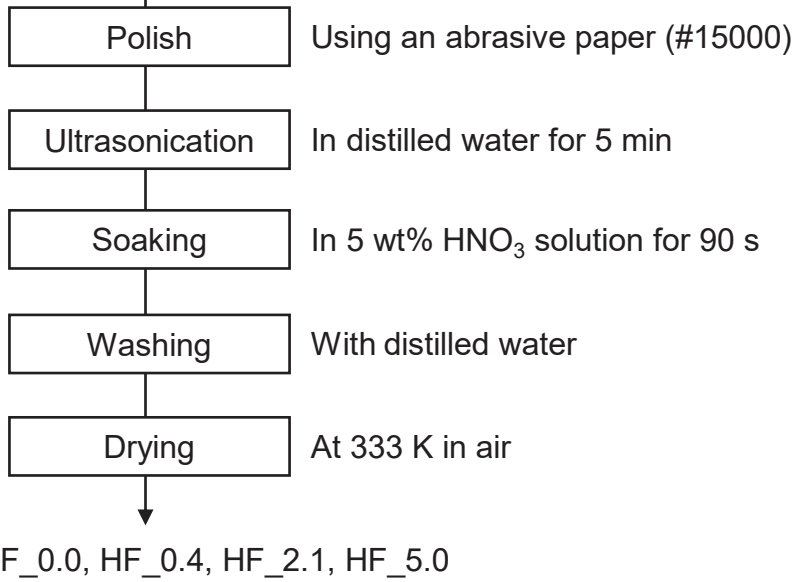 Polish Using an abrasive paper (#15000)
Ultrasonication In distilled water for 5 min
Soaking In 5 wt% HNO₃ solution for 90 s
Washing With distilled water
Drying At 333 K in air
F_0.0, HF_0.4, HF_2.1, HF_5.0